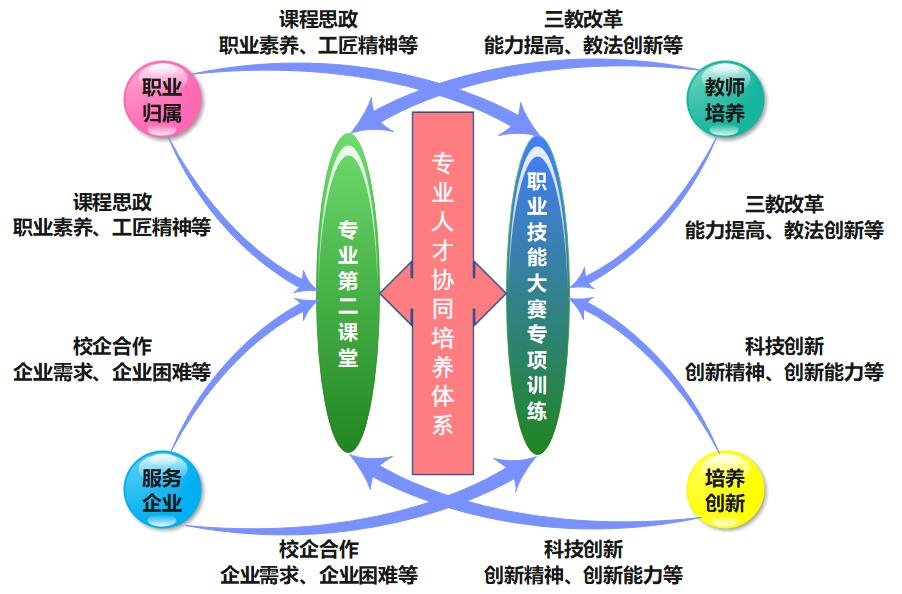 课程思政
职业素养、工匠精神等
三教改革
能力提高、教法创新等
职业
归属
教师
培养
课程思政
职业素养、工匠精神等
专业第二课堂
专业人才协同培养体系
职业技能大赛专项训练
三教改革
能力提高、教法创新等
校企合作
企业需求、企业困难等
科技创新
创新精神、创新能力等
服务
企业
培养
创新
校企合作
企业需求、企业困难等
科技创新
创新精神、创新能力等